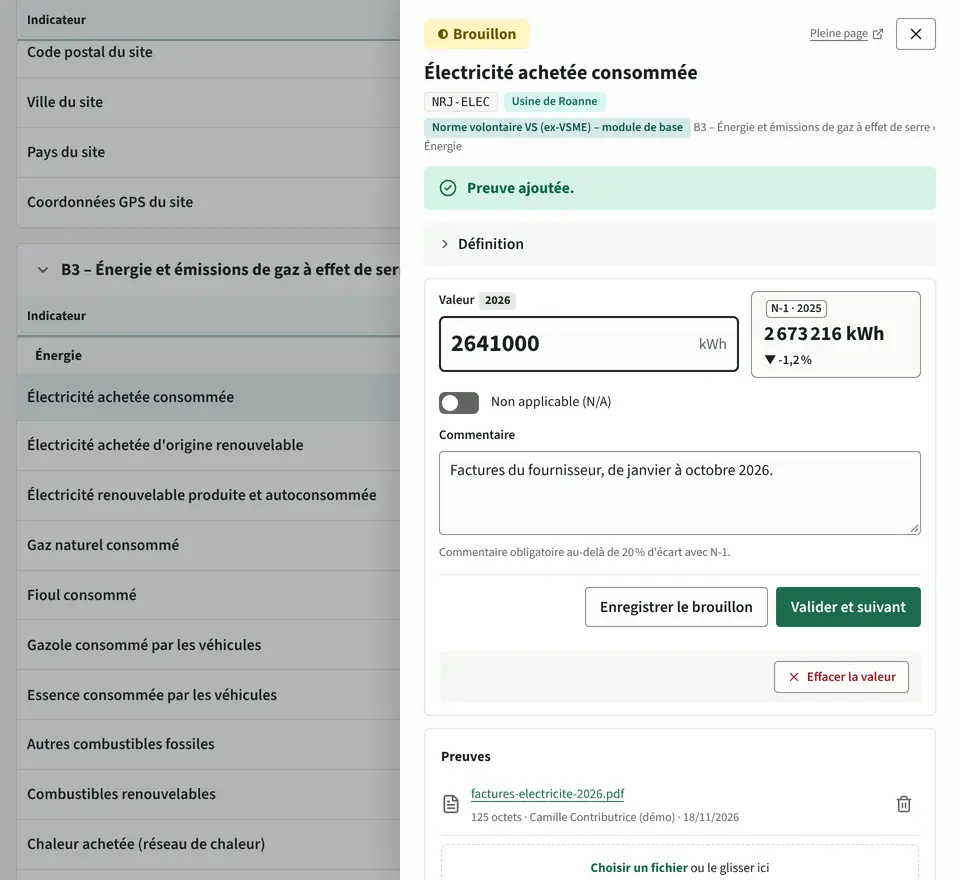 Indicateur
Code postal du site
Ville du site
Pays du site
Coordonnées GPS du site
B3 – Énergie et émissions de gaz à effet de ser
Indicateur
Énergie
Électricité achetée consommée
Électricité achetée d'origine renouvelable
Électricité renouvelable produite et autoconsommée
Gaz naturel consommé
Fioul consommé
Gazole consommé par les véhicules
Essence consommée par les véhicules
Autres combustibles fossiles
Combustibles renouvelables
Chaleur achetée (réseau de chaleur)
Brouillon
Pleine page
Électricité achetée consommée
NRJ-ELEC Usine de Roanne
Norme volontaire VS (ex-VSME) – module de base B3 – Énergie et émissions de gaz à effet de serre ›
Énergie
Preuve ajoutée.
Définition
Valeur 2026
2641000 kWh
N-1 · 2025
2 673 216 kWh
▼ -1,2 %
Non applicable (N/A)
Commentaire
Factures du fournisseur, de janvier à octobre 2026.
Commentaire obligatoire au-delà de 20 % d'écart avec N-1.
Enregistrer le brouillon
Valider et suivant
Effacer la valeur
Preuves
factures-electricite-2026.pdf
125 octets · Camille Contributrice (démo) · 18/11/2026
Choisir un fichier ou le glisser ici